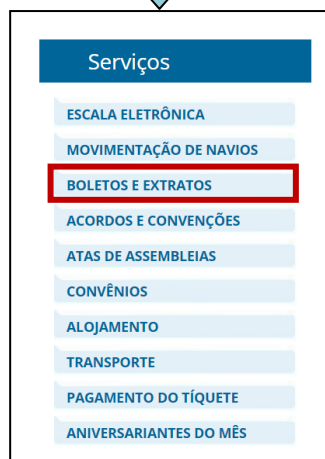 Serviços
ESCALA ELETRÔNICA
MOVIMENTAÇÃO DE NAVIOS
BOLETOS E EXTRATOS
ACORDOS E CONVENÇÕES
ATAS DE ASSEMBLEIAS
CONVÊNIOS
ALOJAMENTO
TRANSPORTE
PAGAMENTO DO TÍQUETE
ANIVERSARIANTES DO MÊS